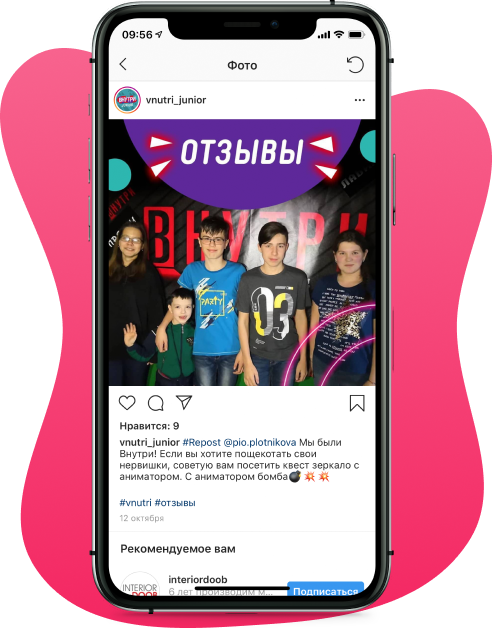 09:56
Фото
ВНУТРИ
vnutri_junior
ОТЗЫВЫ
ВНУТРИ
PARTY
03
Нравится: 9
vnutri_junior #Repost @pio.plotnikova Мы были
Внутри! Если вы хотите пощекотать свои
нервишки, советую вам посетить квест зеркало с
аниматором. С аниматором бомба💣💥💥
#vnutri #отзывы
12 октября
Рекомендуемое вам
interiordoob
INTERIOR
DOOB
6 лет производим м...
Подписаться